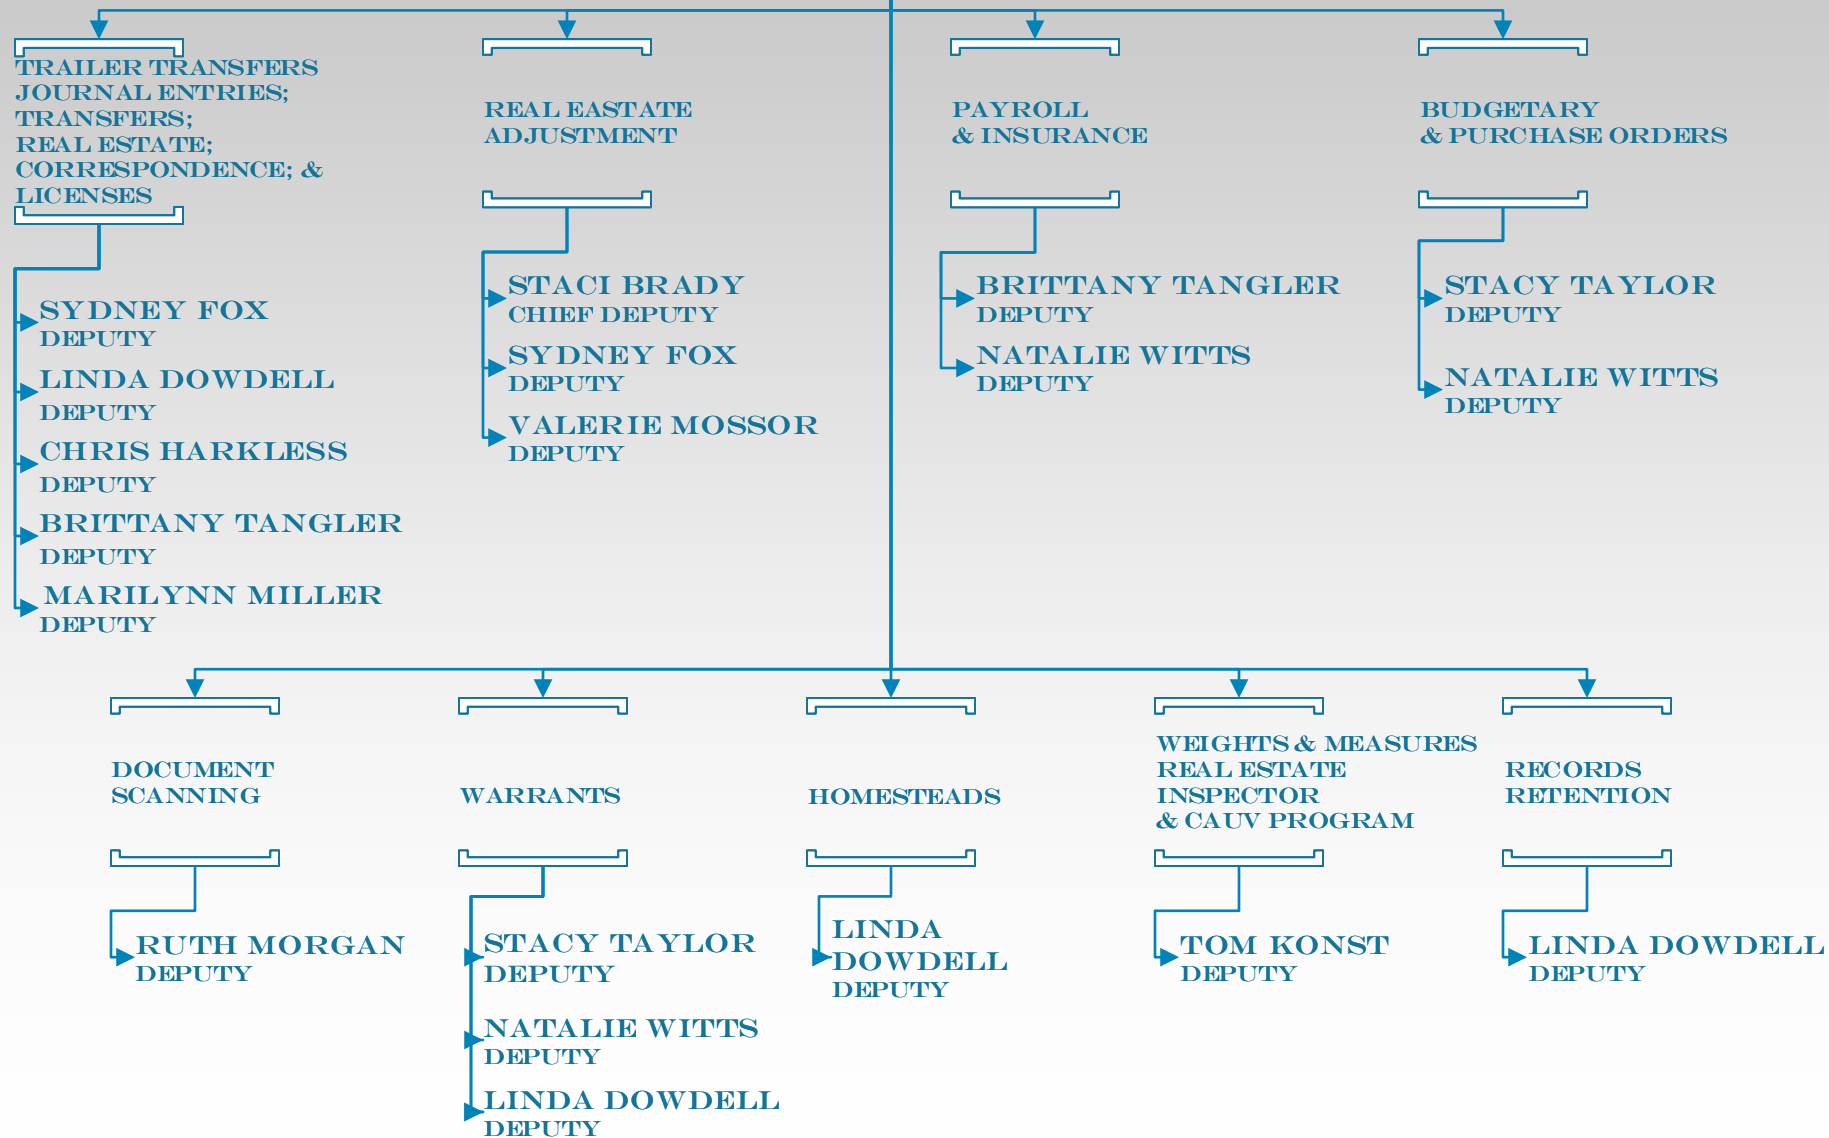 TRAILER TRANSFERS
JOURNAL ENTRIES;
TRANSFERS;
REAL ESTATE;
CORRESPONDENCE; &
LICENSES
SYDNEY FOX
DEPUTY
LINDA DOWDELL
DEPUTY
CHRIS HARKLESS
DEPUTY
BRITTANY TANGLER
DEPUTY
MARILYNN MILLER
DEPUTY
REAL EASTATE
ADJUSTMENT
STACI BRADY
CHIEF DEPUTY
SYDNEY FOX
DEPUTY
VALERIE MOSSOR
DEPUTY
PAYROLL
& INSURANCE
BRITTANY TANGLER
DEPUTY
NATALIE WITTS
DEPUTY
BUDGETARY
& PURCHASE ORDERS
STACY TAYLOR
DEPUTY
NATALIE WITTS
DEPUTY
DOCUMENT
SCANNING
RUTH MORGAN
DEPUTY
WARRANTS
STACY TAYLOR
DEPUTY
NATALIE WITTS
DEPUTY
LINDA DOWDELL
DEPUTY
HOMESTEADS
LINDA
DOWDELL
DEPUTY
WEIGHTS & MEASURES
REAL ESTATE
INSPECTOR
& CAUV PROGRAM
TOM KONST
DEPUTY
RECORDS
RETENTION
LINDA DOWDELL
DEPUTY